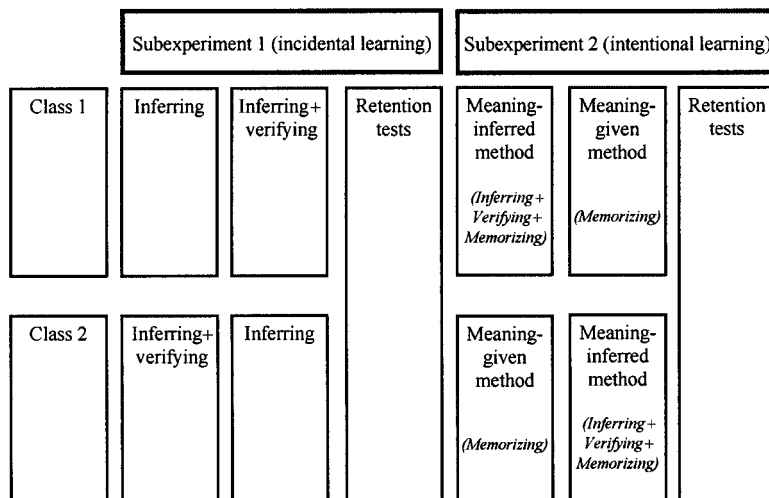 Subexperiment 1 (incidental learning)
Subexperiment 2 (intentional learning)
Class 1
Inferring
Inferring+
verifying
Retention
tests
Meaning-
inferred
method
(Inferring +
Verifying +
Memorizing)
Meaning-
given
method
(Memorizing)
Retention
tests
Class 2
Inferring+
verifying
Inferring
Meaning-
given
method
(Memorizing)
Meaning-
inferred
method
(Inferring +
Verifying +
Memorizing)